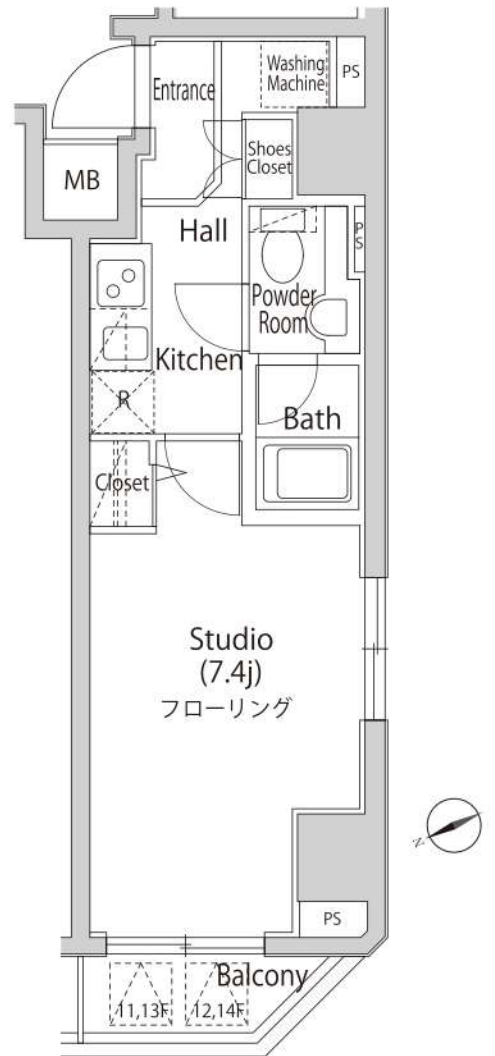 Washing
Machine
PS
Entrance
Shoes
Closet
MB
Hall
PS
Powder
Room
Kitchen
R
Bath
Closet
Studio
(7.4j)
フローリング
N
PS
Balcony
11,13F
12,14F